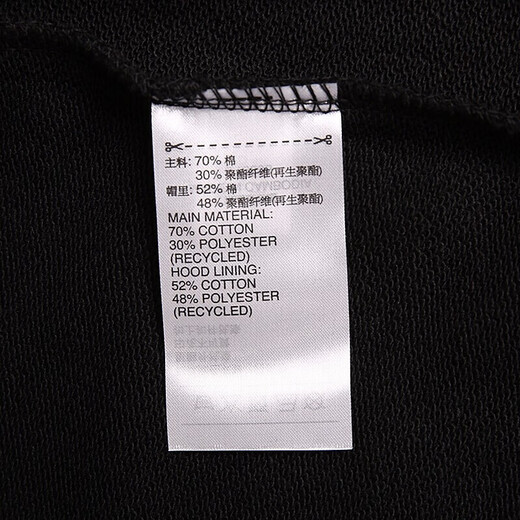 主料: 70% 棉
30% 聚酯纤维(再生聚酯)
帽里: 52% 棉
48% 聚酯纤维(再生聚酯)
MAIN MATERIAL:
70% COTTON
30% POLYESTER
(RECYCLED)
HOOD LINING:
52% COTTON
48% POLYESTER
(RECYCLED)